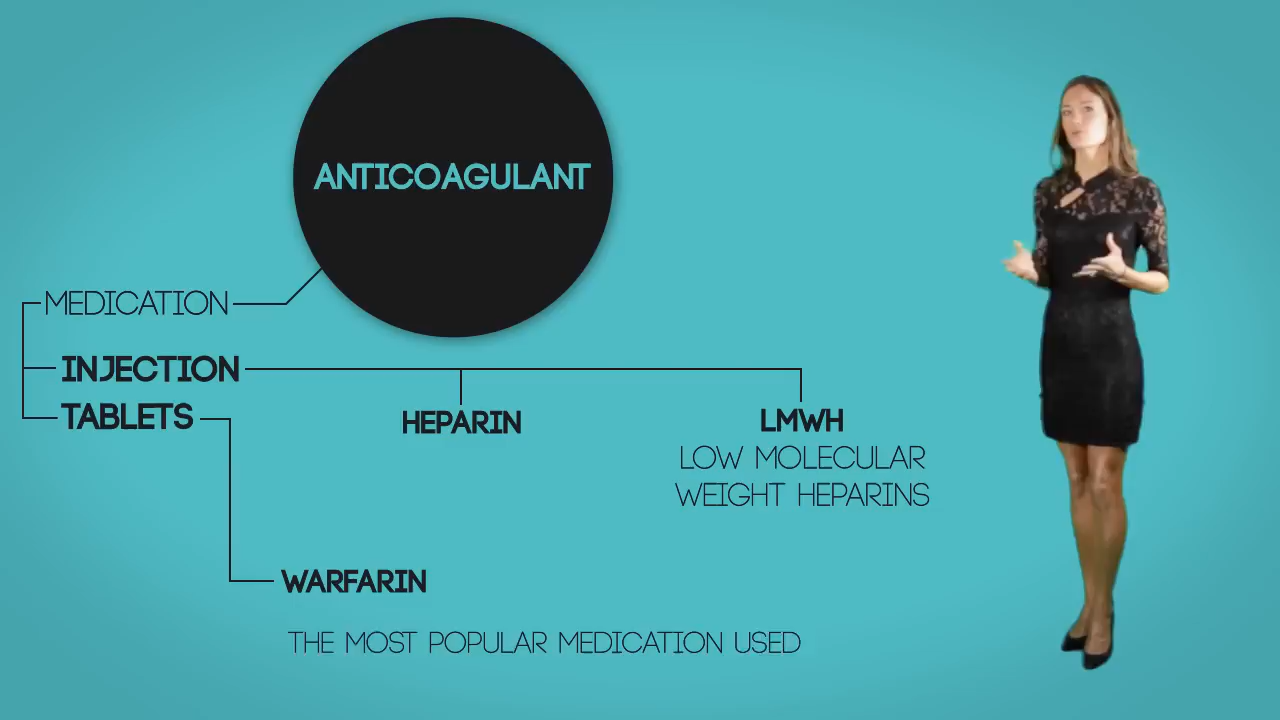 ANTICOAGULANT
MEDICATION
INJECTION
TABLETS
HEPARIN
LMWH
LOW MOLECULAR
WEIGHT HEPARINS
WARFARIN
THE MOST POPULAR MEDICATION USED